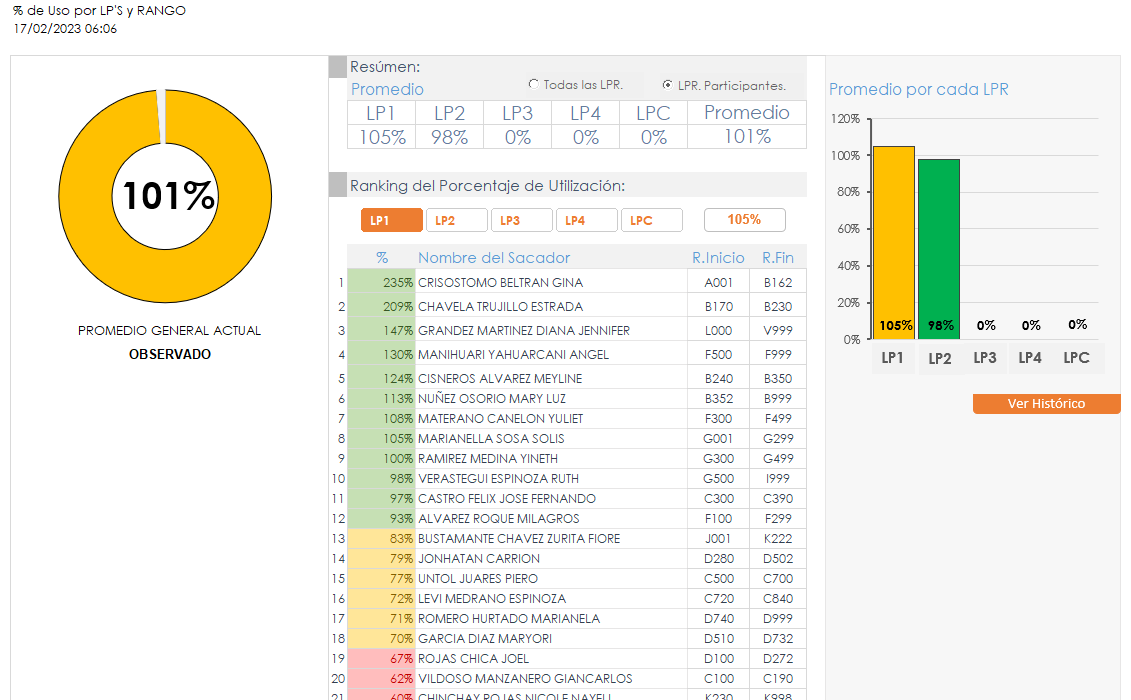 % de Uso por LP'S y RANGO
17/02/2023 06:06
101%
PROMEDIO GENERAL ACTUAL
OBSERVADO
Resúmen:
Promedio
Todas las LPR.
LPR. Participantes.
LP1 LP2 LP3 LP4 LPC Promedio
105% 98% 0% 0% 0% 101%
Ranking del Porcentaje de Utilización:
LP1 LP2 LP3 LP4 LPC 105%
% Nombre del Sacador R.Inicio R.Fin
1 235% CRISOSTOMO BELTRAN GINA A001 B162
2 209% CHAVELA TRUJILLO ESTRADA B170 B230
3 147% GRANDEZ MARTINEZ DIANA JENNIFER L000 V999
4 130% MANIHUARI YAHUARCANI ANGEL F500 F999
5 124% CISNEROS ALVAREZ MEYLINE B240 B350
6 113% NUÑEZ OSORIO MARY LUZ B352 B999
7 108% MATERANO CANELON YULIET F300 F499
8 105% MARIANELLA SOSA SOLIS G001 G299
9 100% RAMIREZ MEDINA YINETH G300 G499
10 98% VERASTEGUI ESPINOZA RUTH G500 I999
11 97% CASTRO FELIX JOSE FERNANDO C300 C390
12 93% ALVAREZ ROQUE MILAGROS F100 F299
13 83% BUSTAMANTE CHAVEZ ZURITA FIORE J001 K222
14 79% JONHATAN CARRION D280 D502
15 77% UNTOL JUARES PIERO C500 C700
16 72% LEVI MEDRANO ESPINOZA C720 C840
17 71% ROMERO HURTADO MARIANELA D740 D999
18 70% GARCIA DIAZ MARYORI D510 D732
19 67% ROJAS CHICA JOEL D100 D272
20 62% VILDOSO MANZANERO GIANCARLOS C100 C190
21 60% CHINCHAY ROJAS NICOLE NAYELI K230 K998
Promedio por cada LPR
120%
100%
80%
60%
40%
20%
0%
105% 98% 0% 0% 0%
LP1 LP2 LP3 LP4 LPC
Ver Histórico